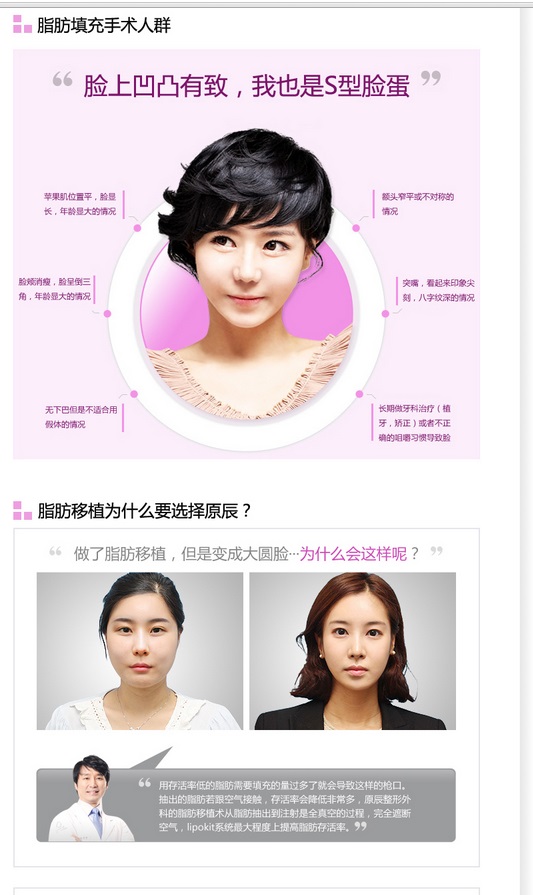 脂肪填充手术人群
“ 脸上凹凸有致，我也是S型脸蛋 ”
苹果肌位置平，脸显
长，年龄显大的情况
额头窄平或不对称的
情况
脸颊消瘦，脸呈倒三
角，年龄显大的情况
突嘴，看起来印象尖
刻，八字纹深的情况
无下巴但是不适合用
假体的情况
长期做牙科治疗（植
牙，矫正）或者不正
确的咀嚼习惯导致脸
脂肪移植为什么要选择原辰？
“ 做了脂肪移植，但是变成大圆脸…为什么会这样呢？ ”
“ 用存活率低的脂肪需要填充的量过多了就会导致这样的枪口。
抽出的脂肪若跟空气接触，存活率会降低非常多，原辰整形外
科的脂肪移植术从脂肪抽出到注射是全真空的过程，完全遮断
空气，lipokit系统最大程度上提高脂肪存活率。”